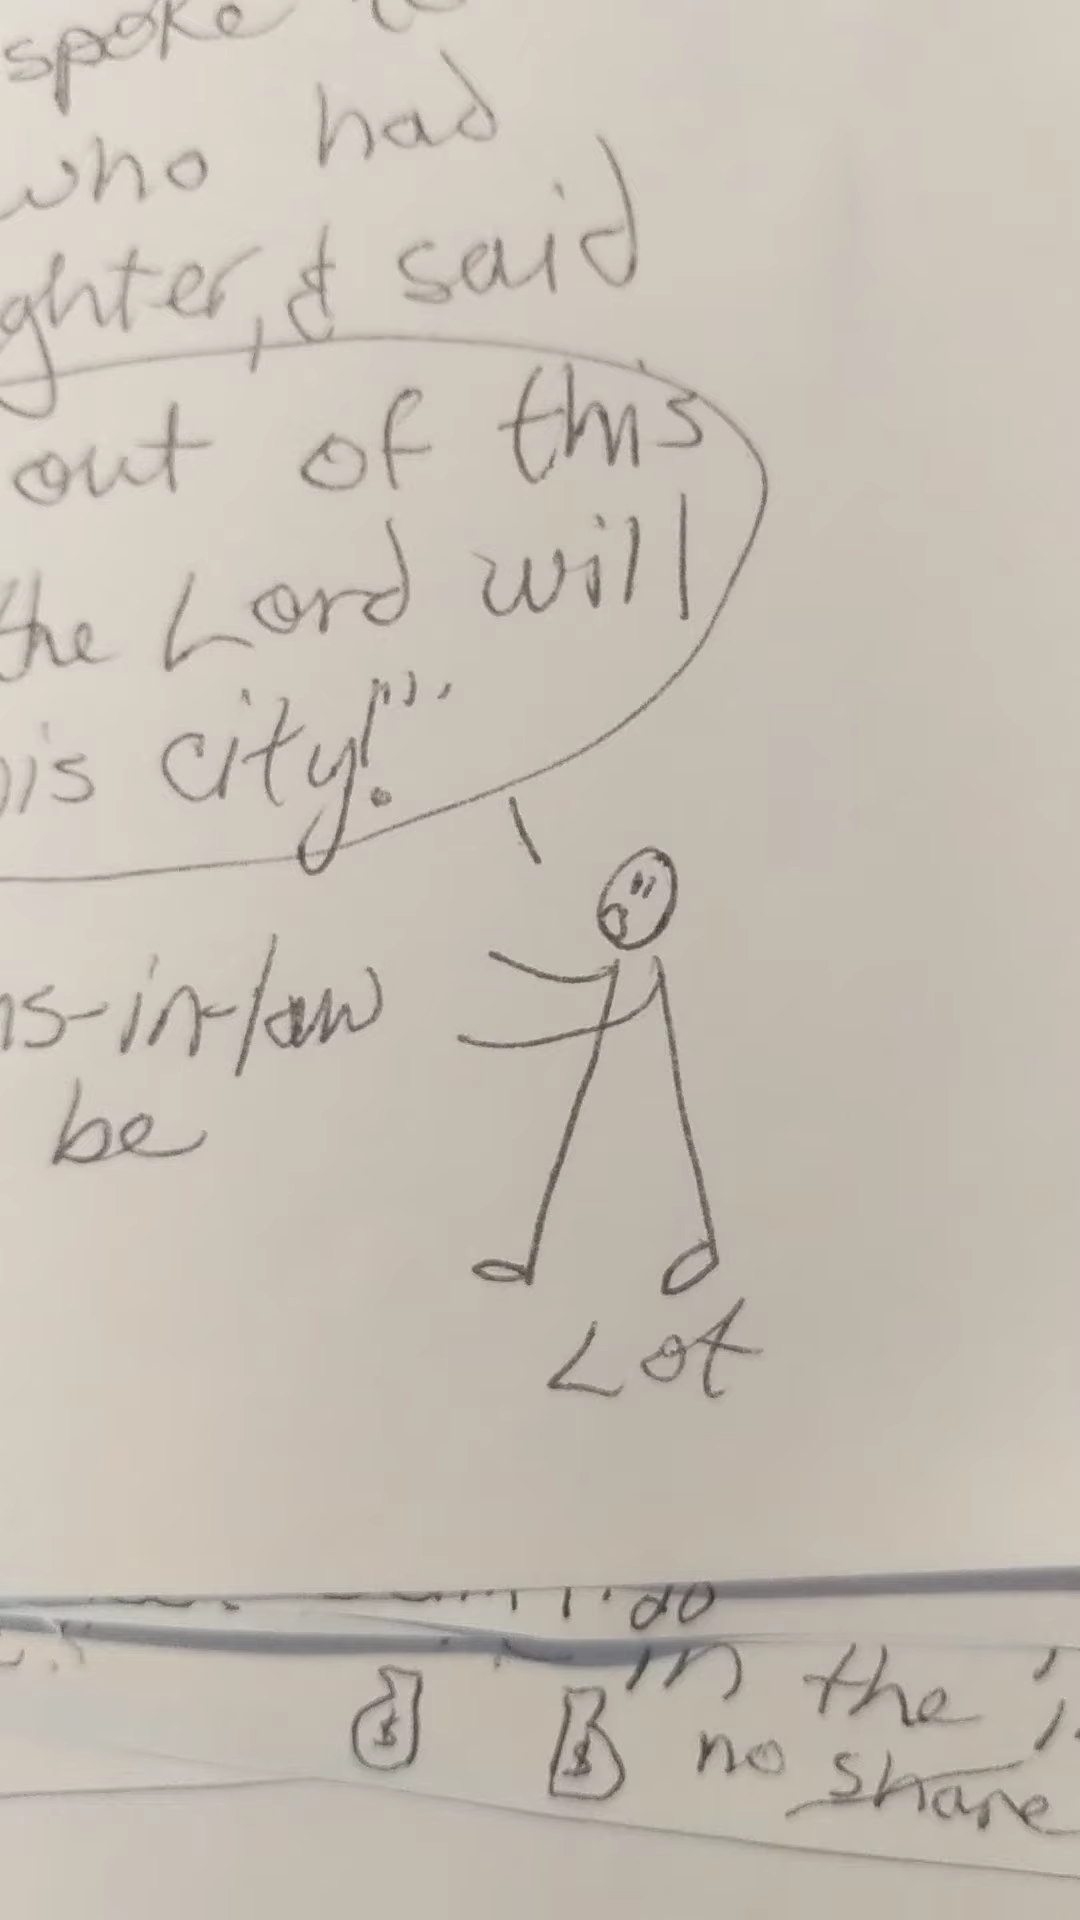 spoke
who had
ghter, & said
out of this
the Lord will
is city!"
ns-in-law
be
Lot
do
in the
$ $ no share